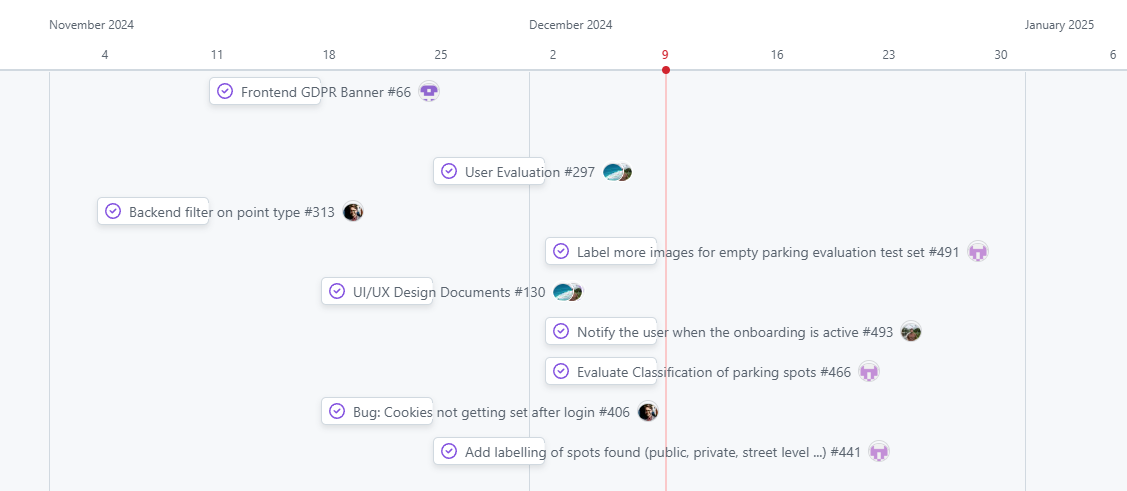 November 2024 December 2024 January 2025
4 11 18 25 2 9 16 23 30 6
Frontend GDPR Banner #66
User Evaluation #297
Backend filter on point type #313
Label more images for empty parking evaluation test set #491
UI/UX Design Documents #130
Notify the user when the onboarding is active #493
Evaluate Classification of parking spots #466
Bug: Cookies not getting set after login #406
Add labelling of spots found (public, private, street level ...) #441